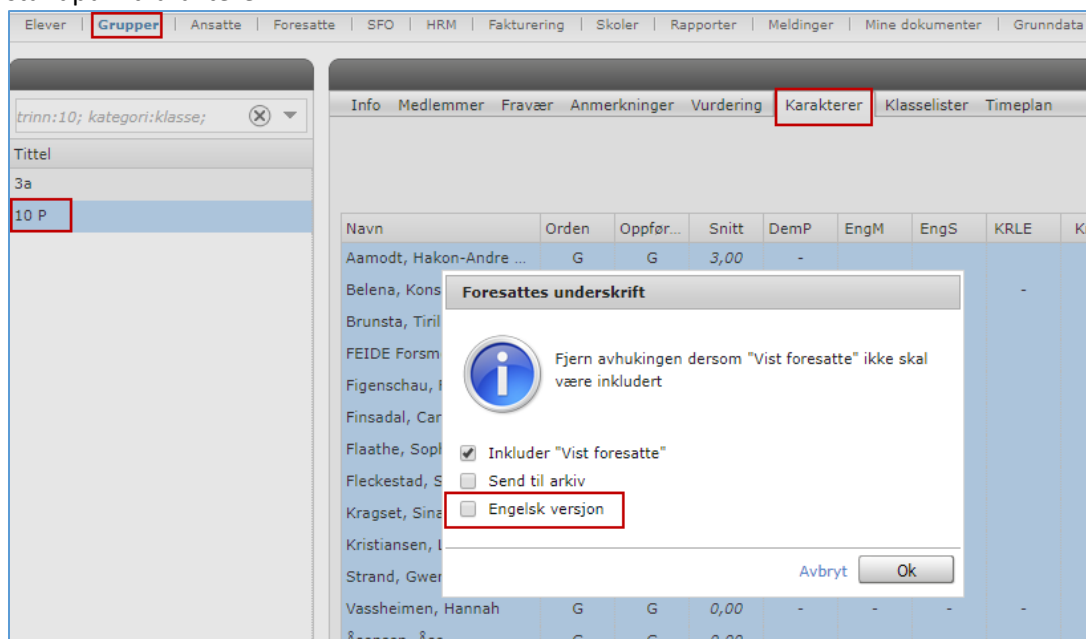 Elever | Grupper | Ansatte | Foresatte | SFO | HRM | Fakturering | Skoler | Rapporter | Meldinger | Mine dokumenter | Grunndata
trinn:10; kategori:klasse;
Info Medlemmer Fravær Anmerkninger Vurdering Karakterer Klasselister Timeplan
Tittel
3a
10 P
Navn Orden Oppfør... Snitt DemP EngM EngS KRLE K
Aamodt, Hakon-Andre ... G G 3,00 -
Belena, Kons -
Brunsta, Tiril
FEIDE Forsm
Figenschau,
Finsadal, Car
Flaathe, Soph
Fleckestad, S
Kragset, Sina
Kristiansen,
Strand, Gwer
Vassheimen, Hannah G G 0,00 - - - -
Foresattes underskrift
Fjern avhukingen dersom "Vist foresatte" ikke skal
være inkludert
Inkluder "Vist foresatte"
Send til arkiv
Engelsk versjon
Avbryt Ok